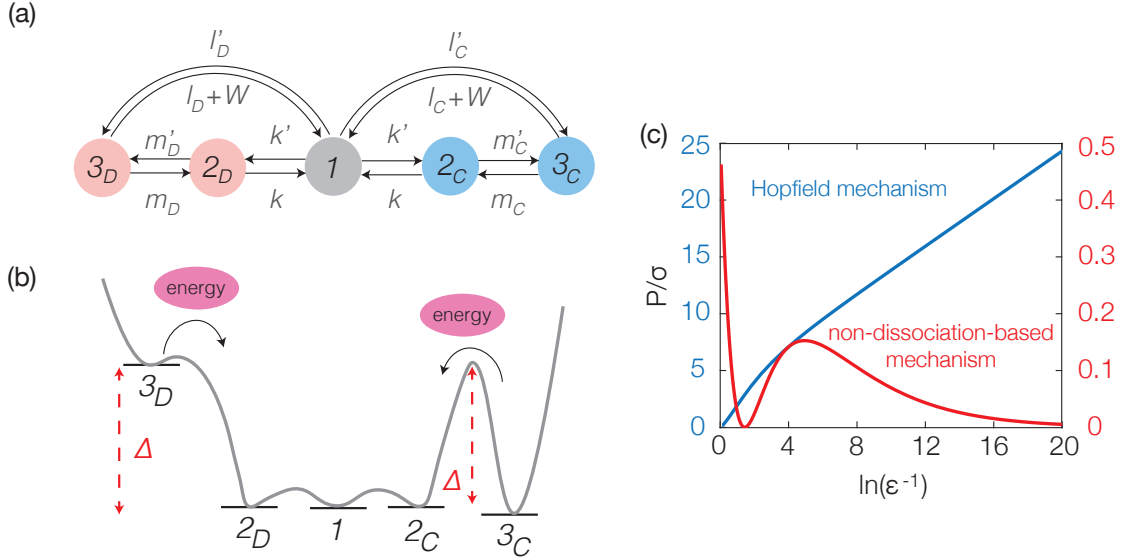 (a)
l'D
l'C
lD+W
lC+W
m'D
k'
k'
m'C
3D
2D
1
2C
3C
mD
k
k
mC
(b)
energy
energy
3D
Δ
Δ
2D
1
2C
3C
(c)
25
20
15
10
5
0
P/σ
Hopfield mechanism
non-dissociation-based
mechanism
0.5
0.4
0.3
0.2
0.1
0
0
4
8
12
16
20
ln(ε⁻¹)